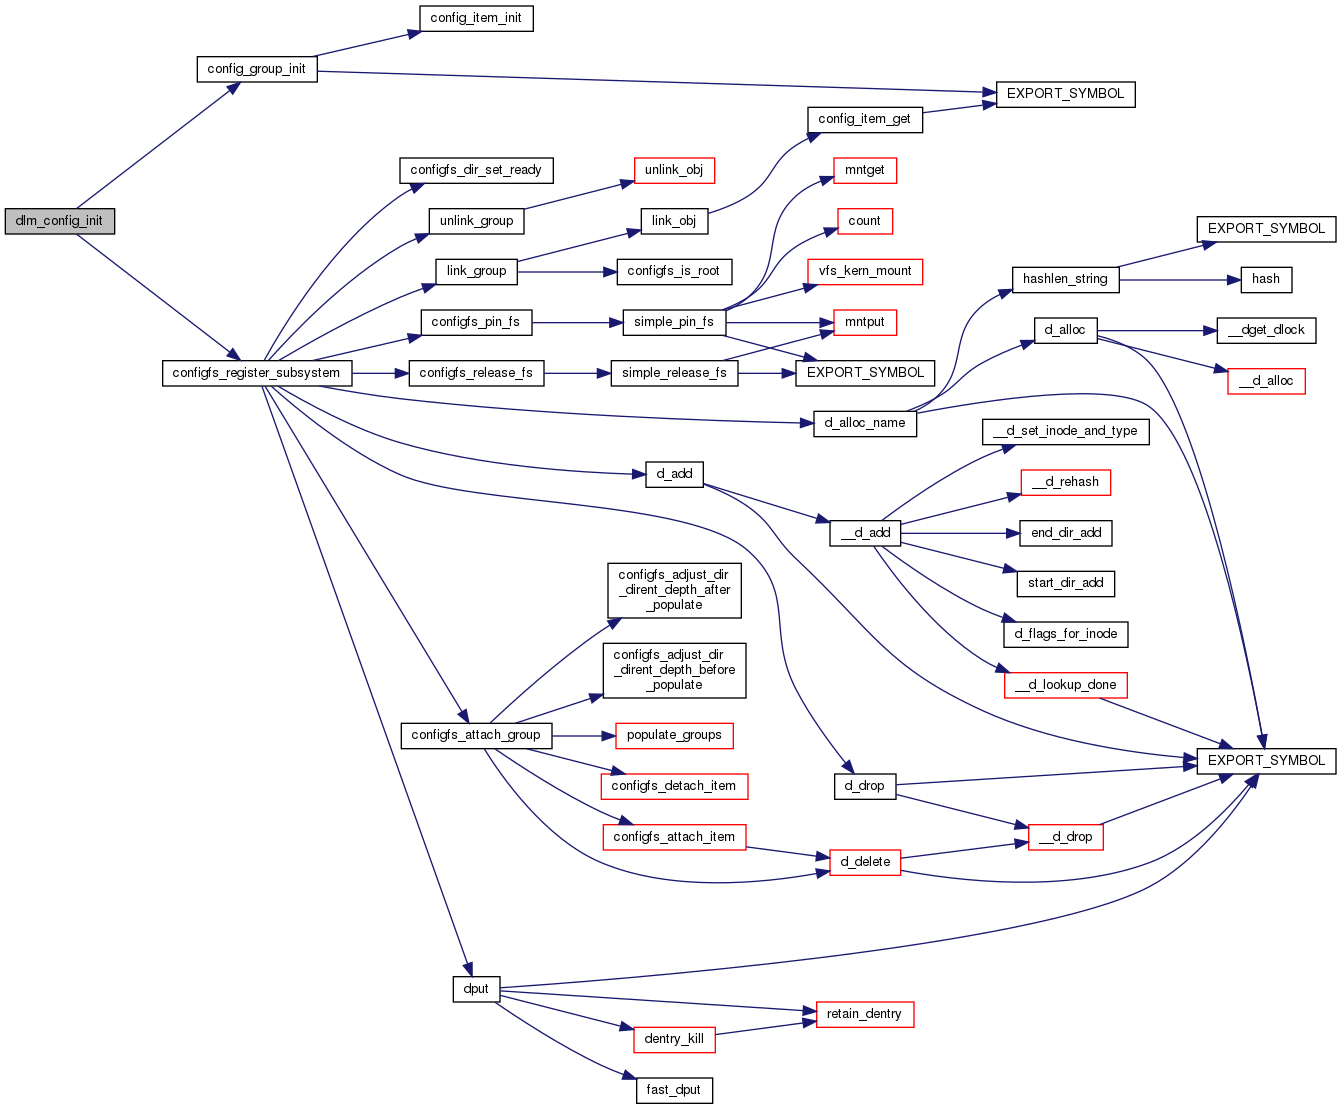 config_item_init
config_group_init
EXPORT_SYMBOL
config_item_get
configfs_dir_set_ready
unlink_obj
mntget
dlm_config_init
unlink_group
link_obj
count
EXPORT_SYMBOL
link_group
configfs_is_root
vfs_kern_mount
hashlen_string
hash
configfs_pin_fs
simple_pin_fs
mntput
d_alloc
__dget_dlock
configfs_register_subsystem
configfs_release_fs
simple_release_fs
EXPORT_SYMBOL
__d_alloc
d_alloc_name
__d_set_inode_and_type
d_add
__d_rehash
__d_add
end_dir_add
configfs_adjust_dir
_dirent_depth_after
_populate
start_dir_add
d_flags_for_inode
configfs_adjust_dir
_dirent_depth_before
_populate
__d_lookup_done
configfs_attach_group
populate_groups
EXPORT_SYMBOL
configfs_detach_item
d_drop
configfs_attach_item
__d_drop
d_delete
dput
retain_dentry
dentry_kill
fast_dput